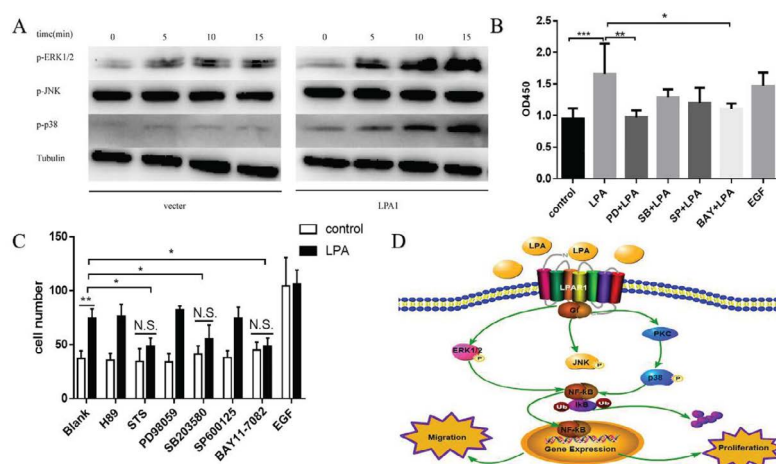 A
time(min) 0 5 10 15 0 5 10 15
p-ERK1/2
p-JNK
p-p38
Tubulin
vecter LPA1
B
OD450
2.5
2.0
1.5
1.0
0.5
0.0
* 
*** **
control LPA PD+LPA SB+LPA SP+LPA BAY+LPA EGF
C
control
LPA
cell number
150
100
50
0
*
*
*
** N.S. N.S. N.S.
Blank H89 STS PD98059 SB203580 SP600125 BAY11-7082 EGF
D
LPA LPA
N
LPAR1
Gi
PKC
ERK1/2 P
JNK P
p38 P
NF-kB
Ub IkB Ub
NF-kB
Migration
Gene Expression
Proliferation